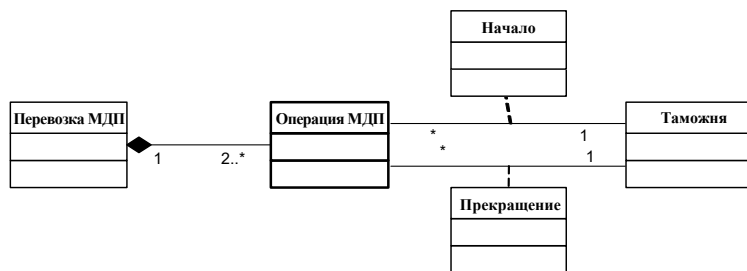 Начало
Перевозка МДП
Операция МДП
Таможня
1
2..*
*
1
*
1
Прекращение